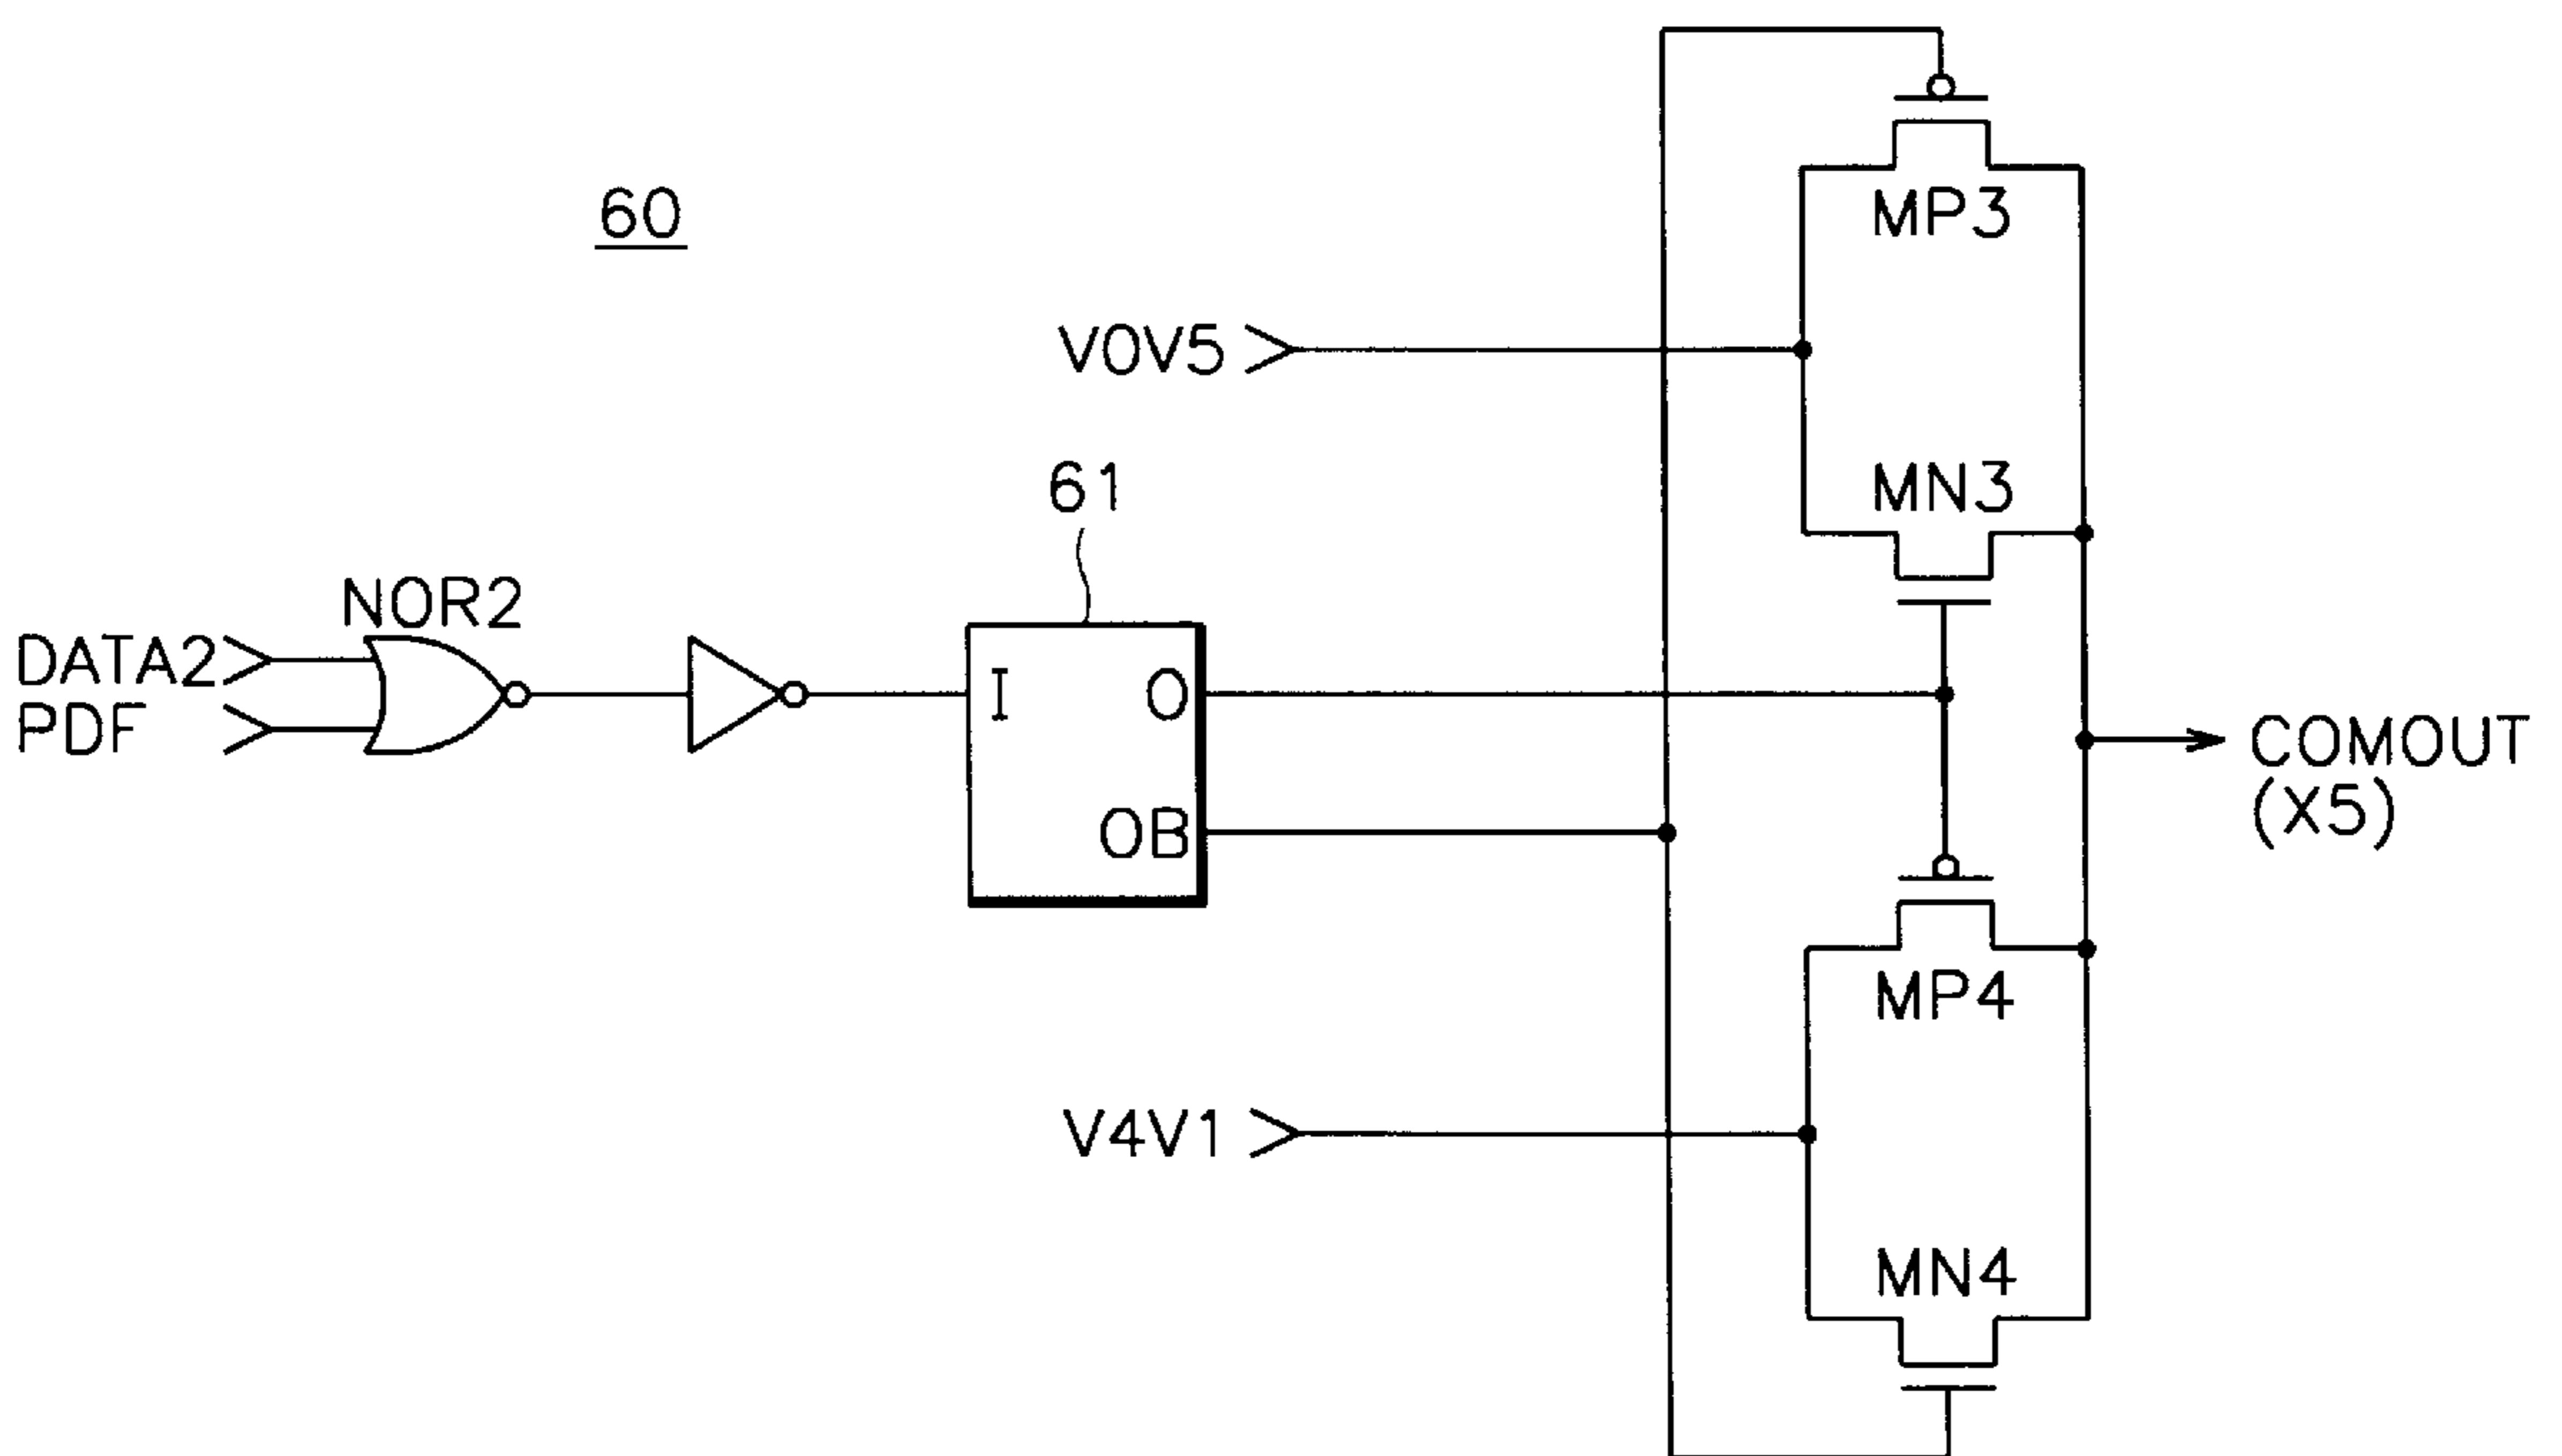 60
MP3
V0V5
61
MN3
NOR2
DATA2
PDF
I
O
OB
COMOUT
(X5)
MP4
V4V1
MN4